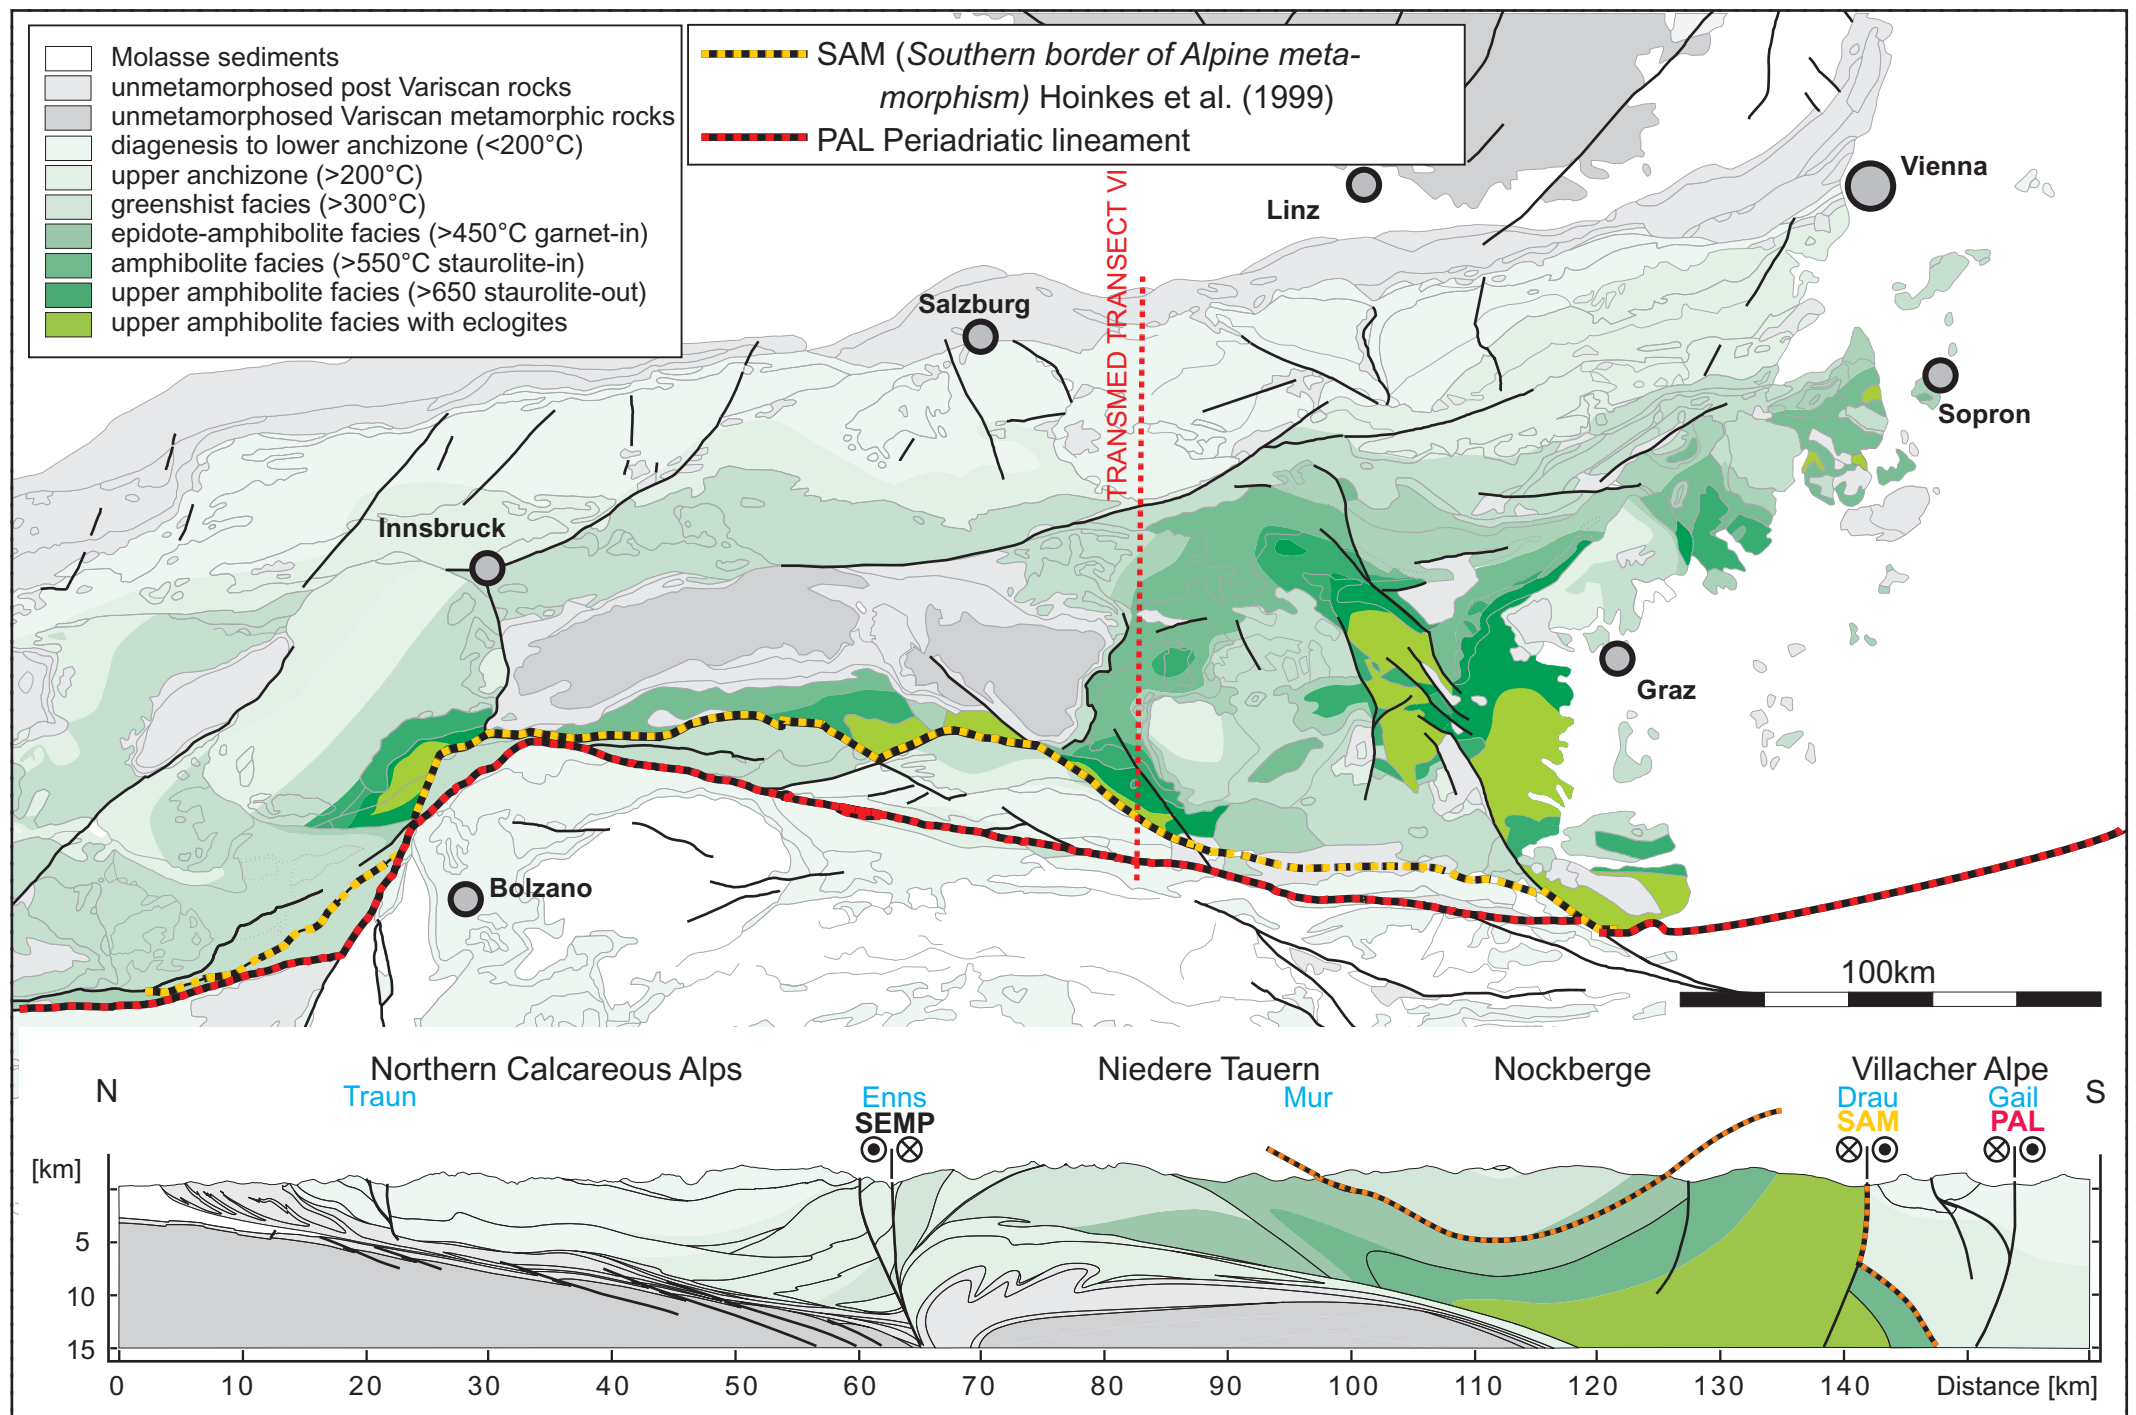 Molasse sediments
unmetamorphosed post Variscan rocks
unmetamorphosed Variscan metamorphic rocks
diagenesis to lower anchizone (<200°C)
upper anchizone (>200°C)
greenshist facies (>300°C)
epidote-amphibolite facies (>450°C garnet-in)
amphibolite facies (>550°C staurolite-in)
upper amphibolite facies (>650 staurolite-out)
upper amphibolite facies with eclogites
SAM (Southern border of Alpine meta-
morphism) Hoinkes et al. (1999)
PAL Periadriatic lineament
TRANSMED TRANSECT VI
Vienna
Linz
Salzburg
Sopron
Innsbruck
Graz
Bolzano
100km
Northern Calcareous Alps
Niedere Tauern
Nockberge
Villacher Alpe
N
Traun
Enns
Mur
Drau
Gail
S
SEMP
SAM
PAL
[km]
5
10
15
0 10 20 30 40 50 60 70 80 90 100 110 120 130 140 Distance [km]